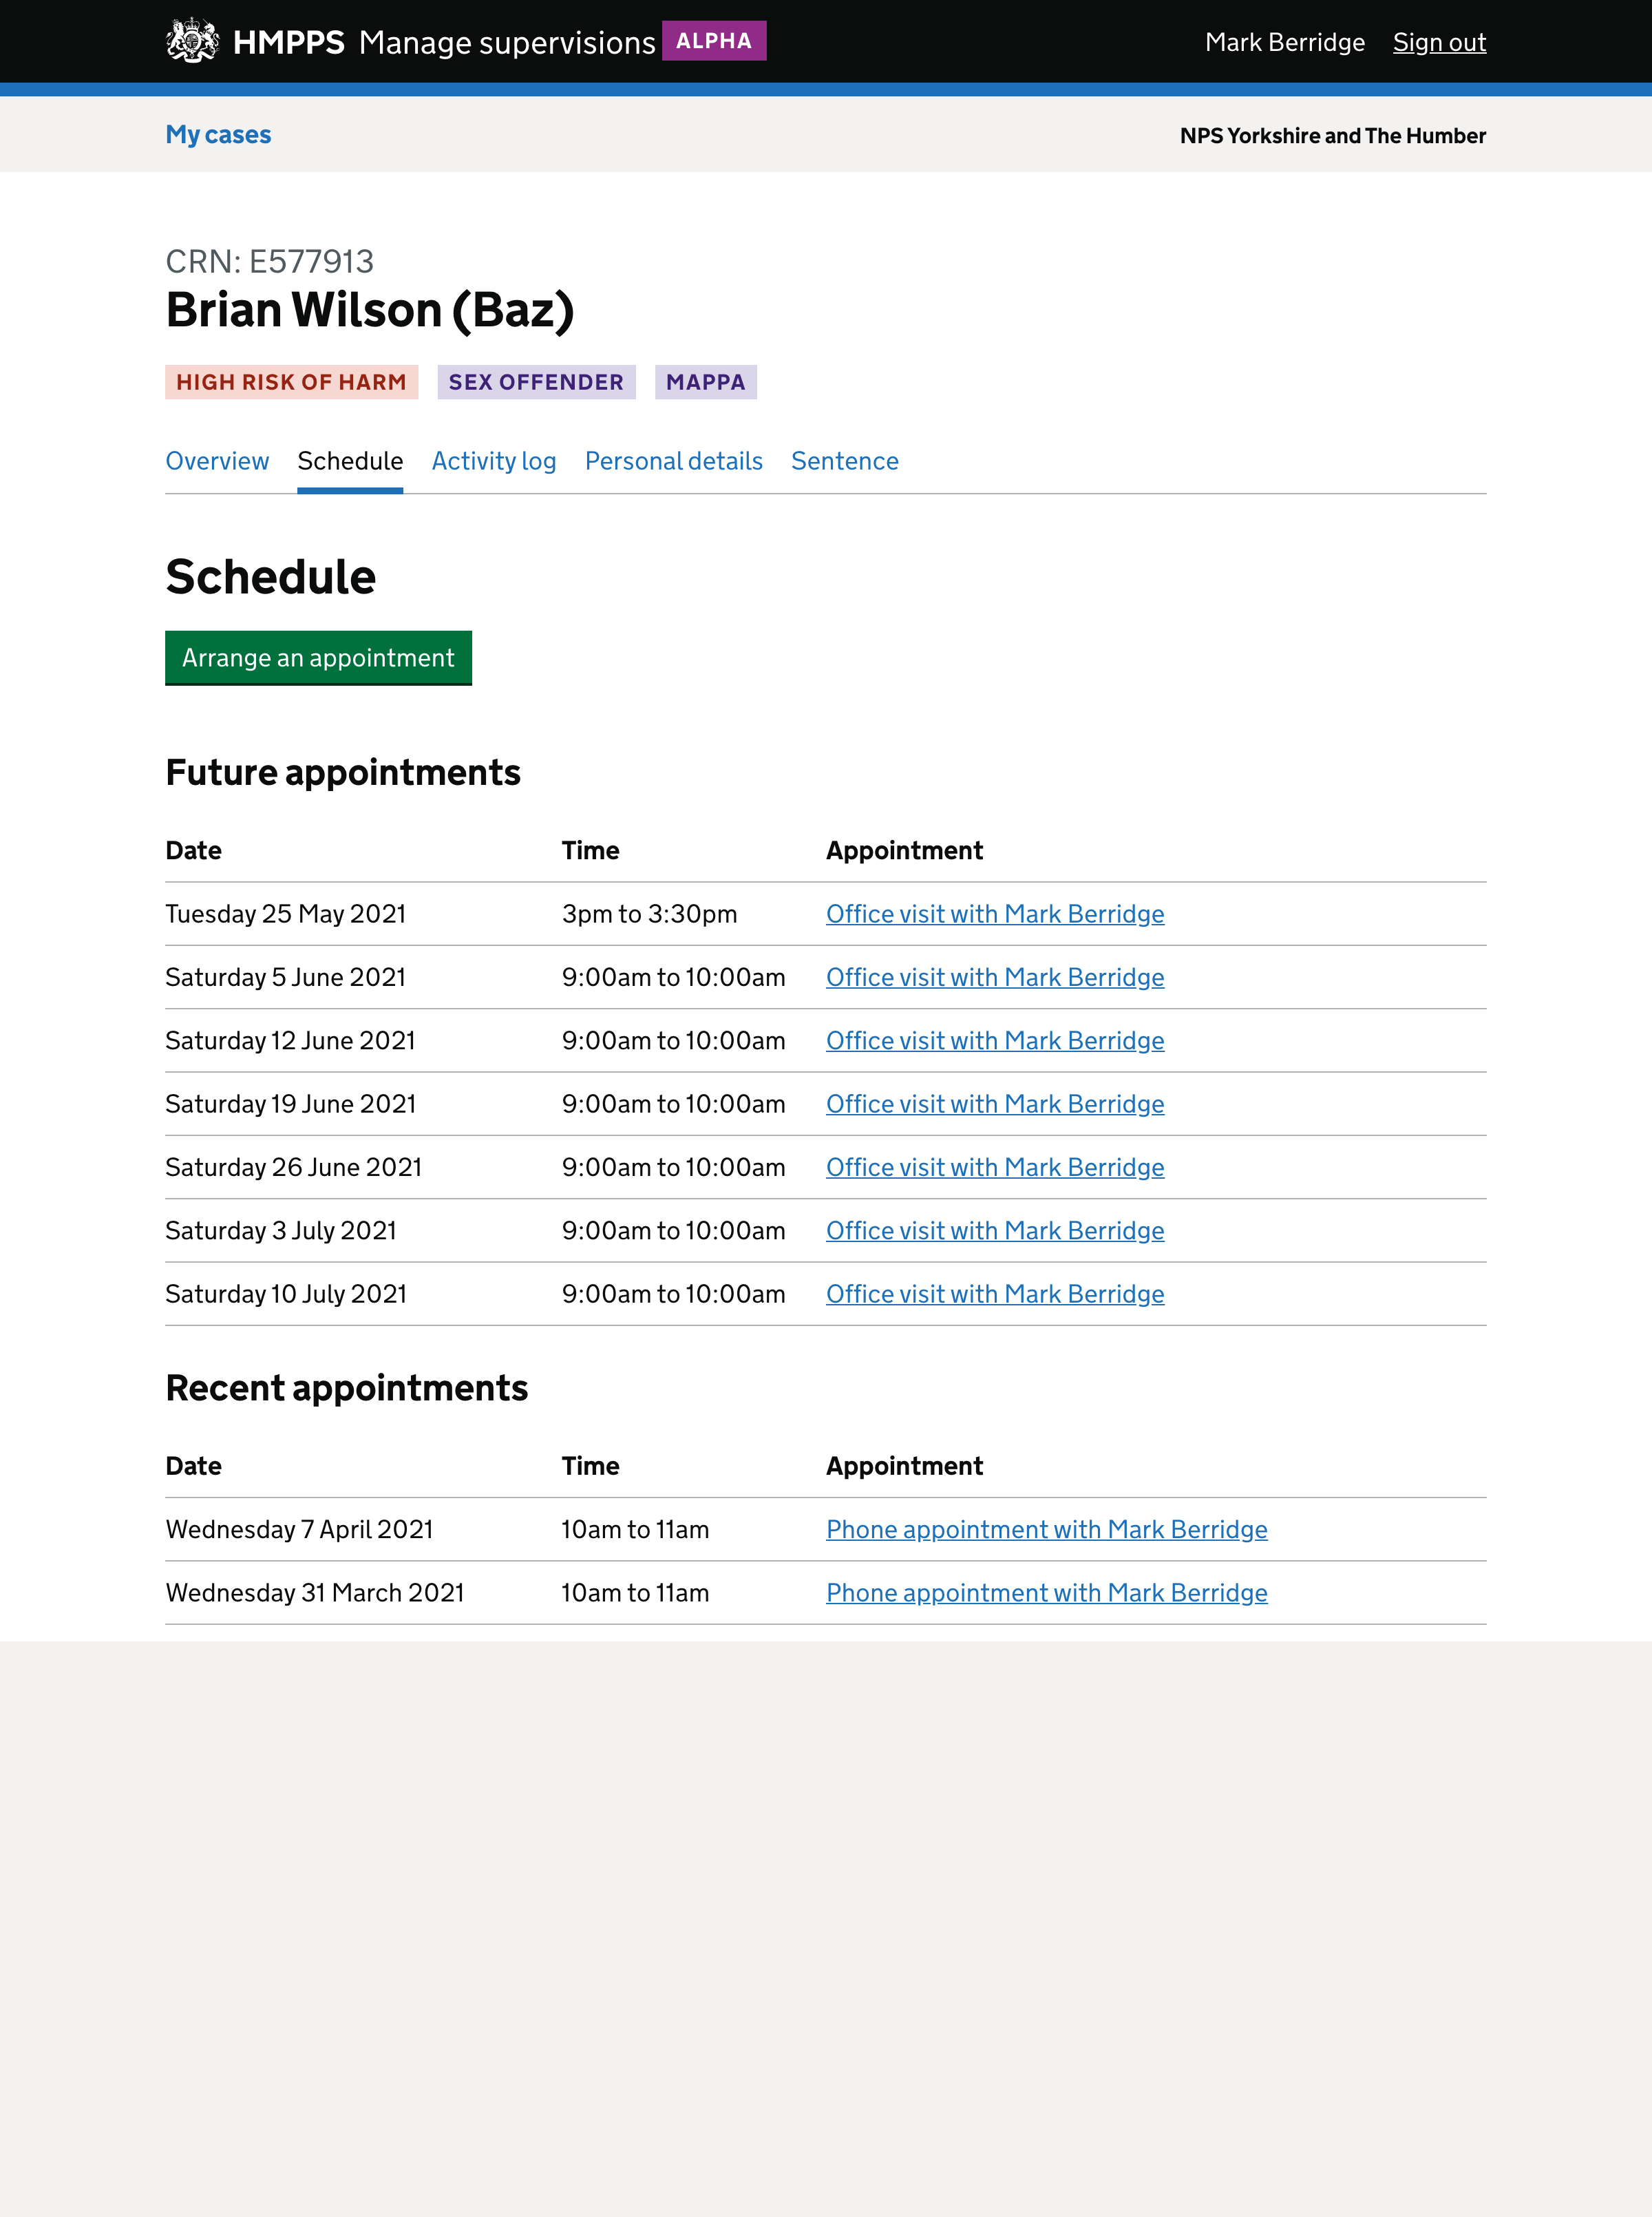 HMPPS Manage supervisions ALPHA Mark Berridge Sign out
My cases NPS Yorkshire and The Humber
CRN: E577913
Brian Wilson (Baz)
HIGH RISK OF HARM SEX OFFENDER MAPPA
Overview Schedule Activity log Personal details Sentence
Schedule
Arrange an appointment
Future appointments
Date Time Appointment
Tuesday 25 May 2021 3pm to 3:30pm Office visit with Mark Berridge
Saturday 5 June 2021 9:00am to 10:00am Office visit with Mark Berridge
Saturday 12 June 2021 9:00am to 10:00am Office visit with Mark Berridge
Saturday 19 June 2021 9:00am to 10:00am Office visit with Mark Berridge
Saturday 26 June 2021 9:00am to 10:00am Office visit with Mark Berridge
Saturday 3 July 2021 9:00am to 10:00am Office visit with Mark Berridge
Saturday 10 July 2021 9:00am to 10:00am Office visit with Mark Berridge
Recent appointments
Date Time Appointment
Wednesday 7 April 2021 10am to 11am Phone appointment with Mark Berridge
Wednesday 31 March 2021 10am to 11am Phone appointment with Mark Berridge